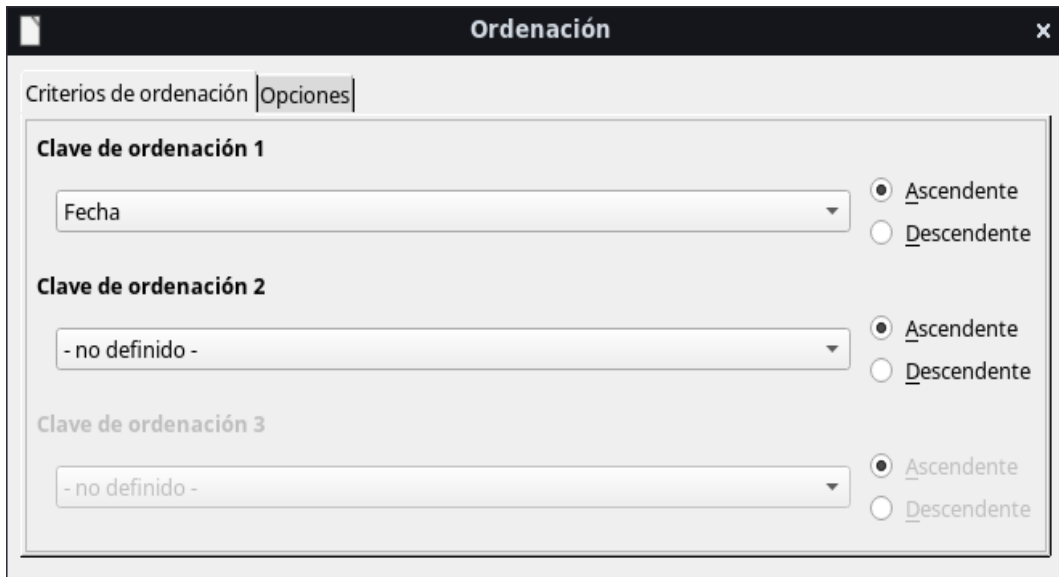 Ordenación
Criterios de ordenación Opciones
Clave de ordenación 1
Fecha
Ascendente
Descendente
Clave de ordenación 2
- no definido -
Ascendente
Descendente
Clave de ordenación 3
- no definido -
Ascendente
Descendente